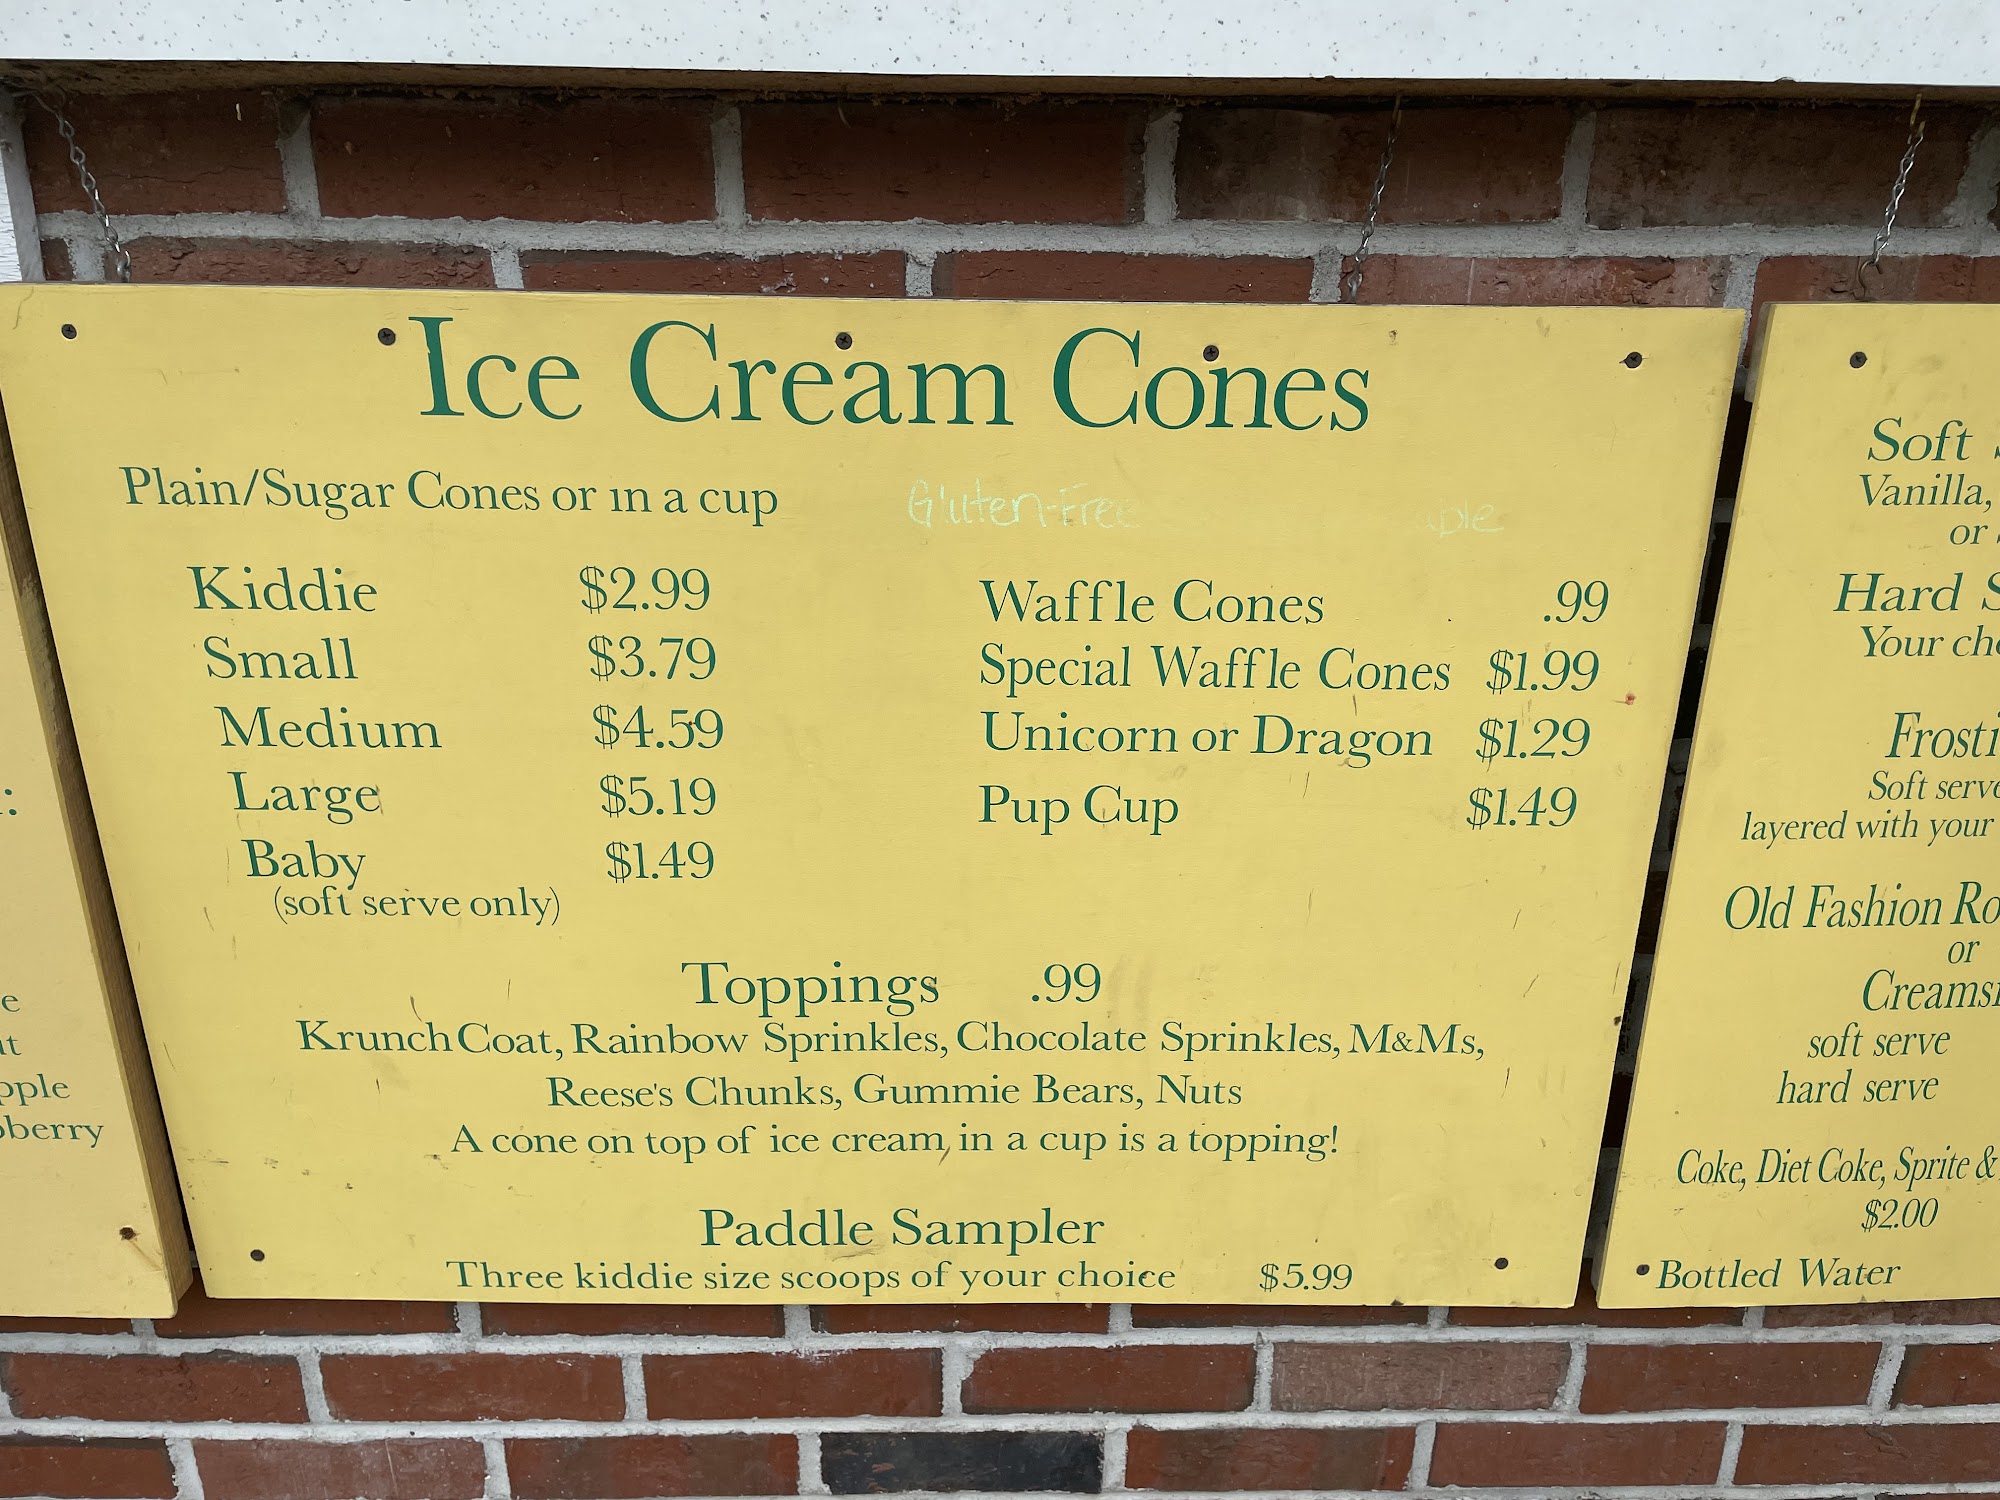 Ice Cream Cones
Plain/Sugar Cones or in a cup
Gluten-Free
Kiddie $2.99
Small $3.79
Medium $4.59
Large $5.19
Baby $1.49
(soft serve only)
Waffle Cones .99
Special Waffle Cones $1.99
Unicorn or Dragon $1.29
Pup Cup $1.49
Toppings .99
Krunch Coat, Rainbow Sprinkles, Chocolate Sprinkles, M&Ms,
Reese's Chunks, Gummie Bears, Nuts
A cone on top of ice cream in a cup is a topping!
Paddle Sampler
Three kiddie size scoops of your choice $5.99
Soft
Vanilla,
or
Hard
Your
Soft
layered with your
Old Fashion
or
soft serve
hard serve
Coke, Diet Coke, Sprite &
$2.00
Bottled Water